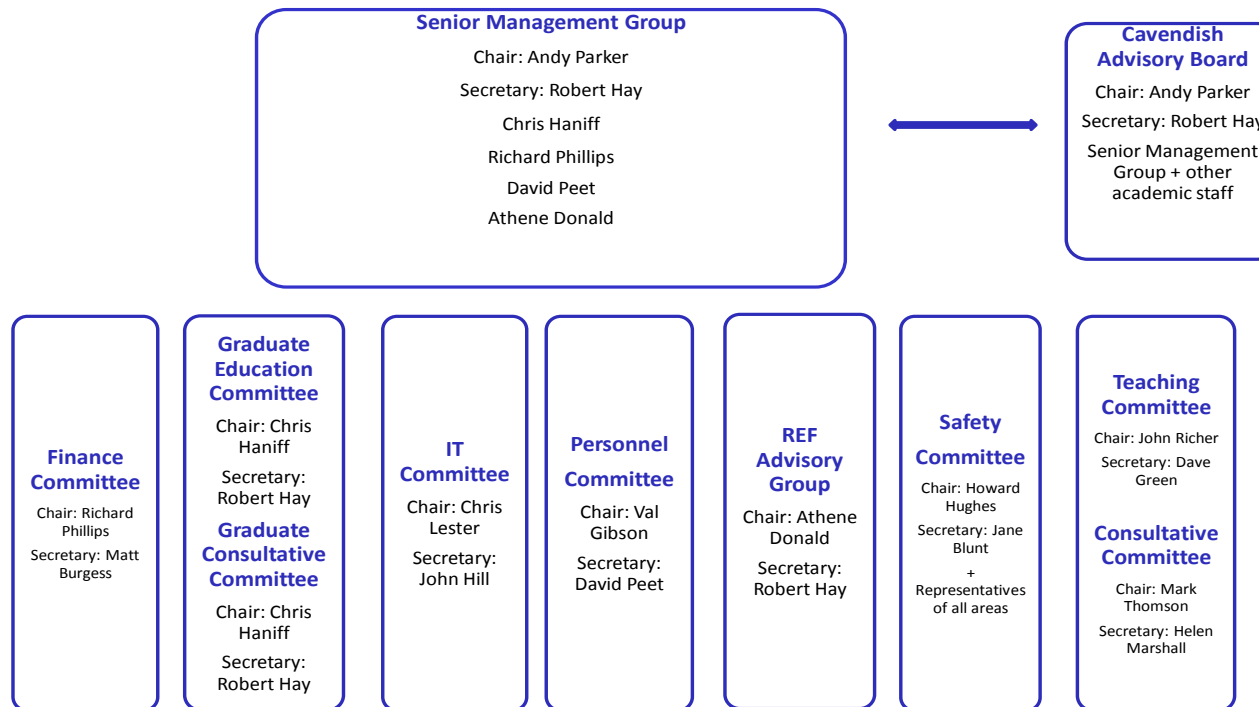 Senior Management Group
Chair: Andy Parker
Secretary: Robert Hay
Chris Haniff
Richard Phillips
David Peet
Athene Donald
Cavendish
Advisory Board
Chair: Andy Parker
Secretary: Robert Hay
Senior Management
Group + other
academic staff
Finance
Committee
Chair: Richard
Phillips
Secretary: Matt
Burgess
Graduate
Education
Committee
Chair: Chris
Haniff
Secretary:
Robert Hay
Graduate
Consultative
Committee
Chair: Chris
Haniff
Secretary:
Robert Hay
IT
Committee
Chair: Chris
Lester
Secretary:
John Hill
Personnel
Committee
Chair: Val
Gibson
Secretary:
David Peet
REF
Advisory
Group
Chair: Athene
Donald
Secretary:
Robert Hay
Safety
Committee
Chair: Howard
Hughes
Secretary: Jane
Blunt
+
Representatives
of all areas
Teaching
Committee
Chair: John Richer
Secretary: Dave
Green
Consultative
Committee
Chair: Mark
Thomson
Secretary: Helen
Marshall